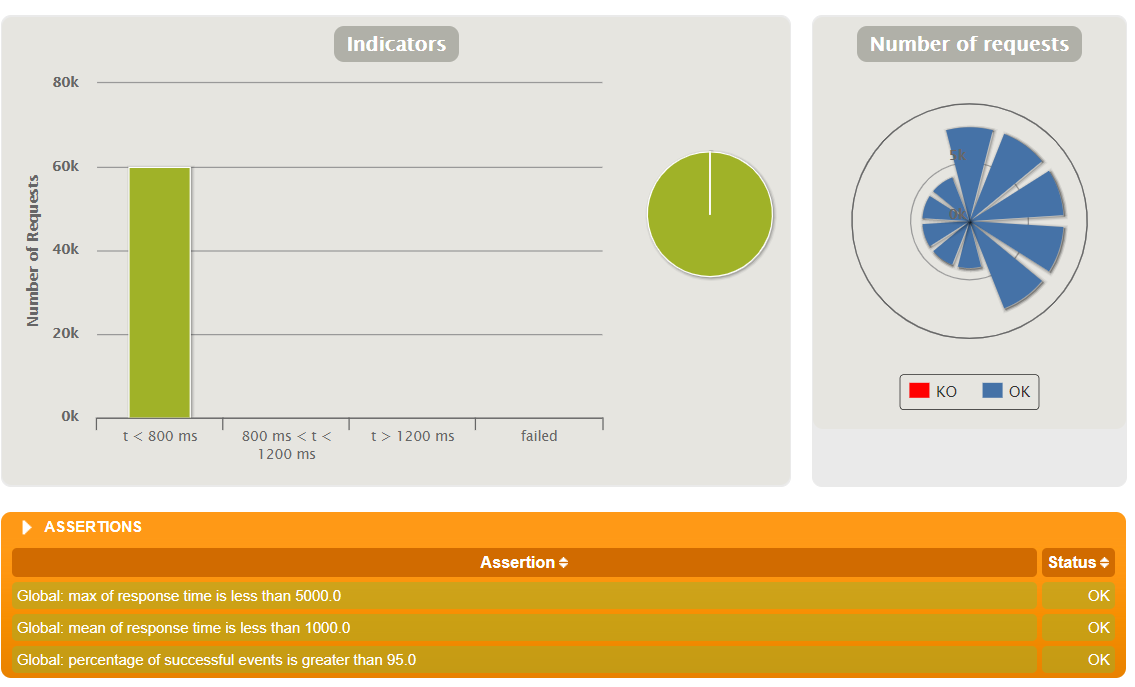 Indicators
Number of requests
80k
60k
40k
20k
0k
Number of Requests
t < 800 ms
800 ms < t <
1200 ms
t > 1200 ms
failed
5k
0k
KO
OK
ASSERTIONS
Assertion
Status
Global: max of response time is less than 5000.0
OK
Global: mean of response time is less than 1000.0
OK
Global: percentage of successful events is greater than 95.0
OK